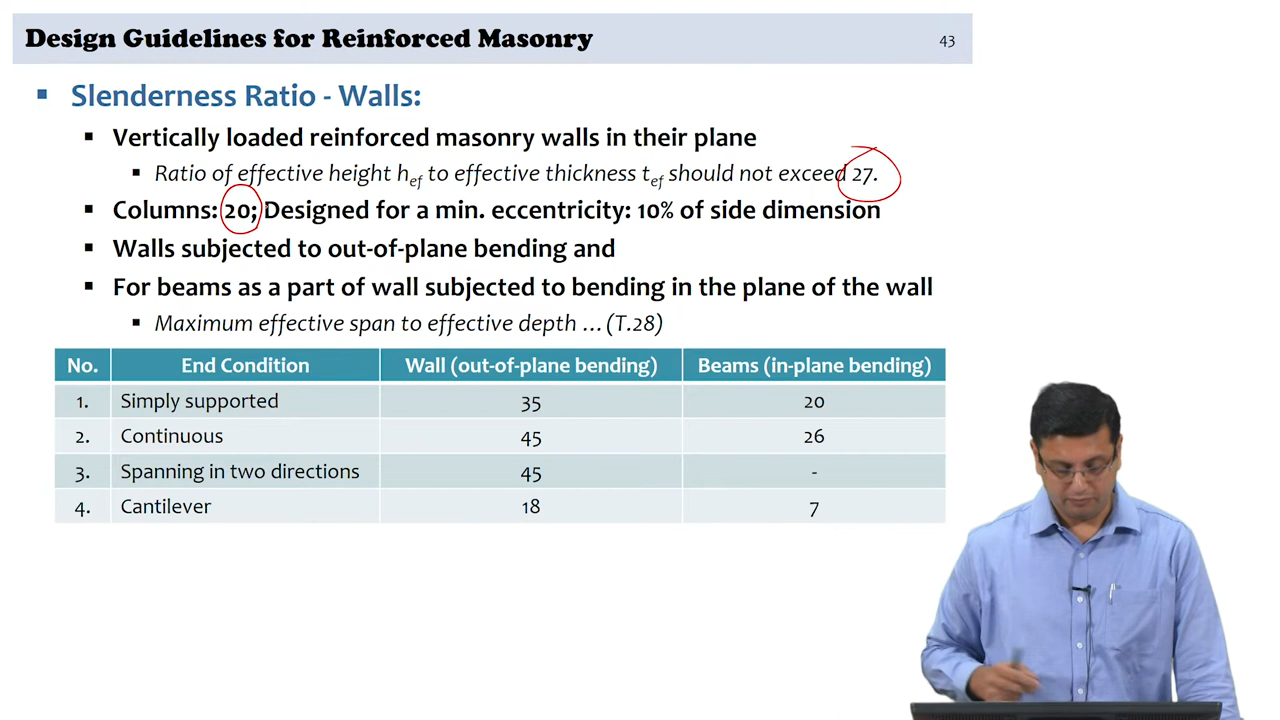 Design Guidelines for Reinforced Masonry
43
▪ Slenderness Ratio - Walls:
▪ Vertically loaded reinforced masonry walls in their plane
▪ Ratio of effective height hef to effective thickness tef should not exceed 27.
▪ Columns: 20; Designed for a min. eccentricity: 10% of side dimension
▪ Walls subjected to out-of-plane bending and
▪ For beams as a part of wall subjected to bending in the plane of the wall
▪ Maximum effective span to effective depth … (T.28)
No. End Condition Wall (out-of-plane bending) Beams (in-plane bending)
1. Simply supported 35 20
2. Continuous 45 26
3. Spanning in two directions 45 -
4. Cantilever 18 7